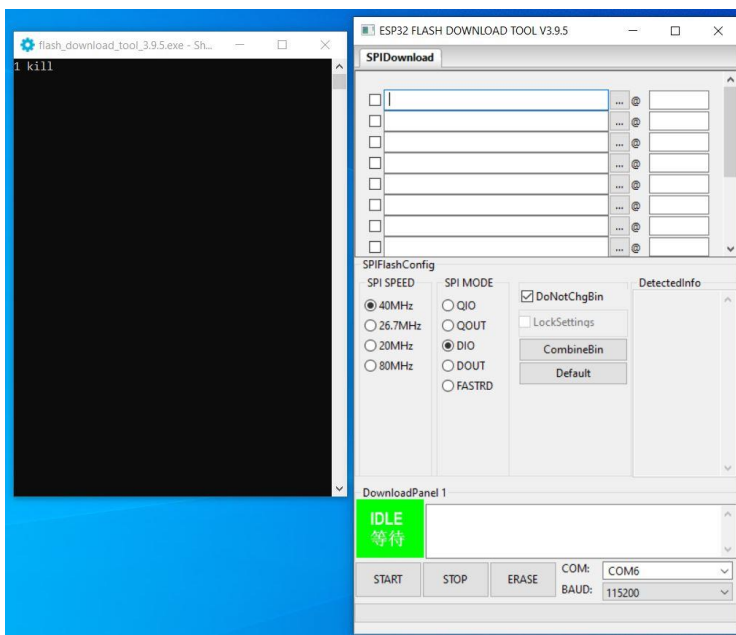 flash_download_tool_3.9.5.exe - Sh...
1 kill
ESP32 FLASH DOWNLOAD TOOL V3.9.5
SPIDownload
... @
... @
... @
... @
... @
... @
... @
... @
SPIFlashConfig
SPI SPEED
40MHz
26.7MHz
20MHz
80MHz
SPI MODE
QIO
QOUT
DIO
DOUT
FASTRD
DoNotChgBin
LockSettings
CombineBin
Default
DetectedInfo
DownloadPanel 1
IDLE
等待
START STOP ERASE
COM: COM6
BAUD: 115200